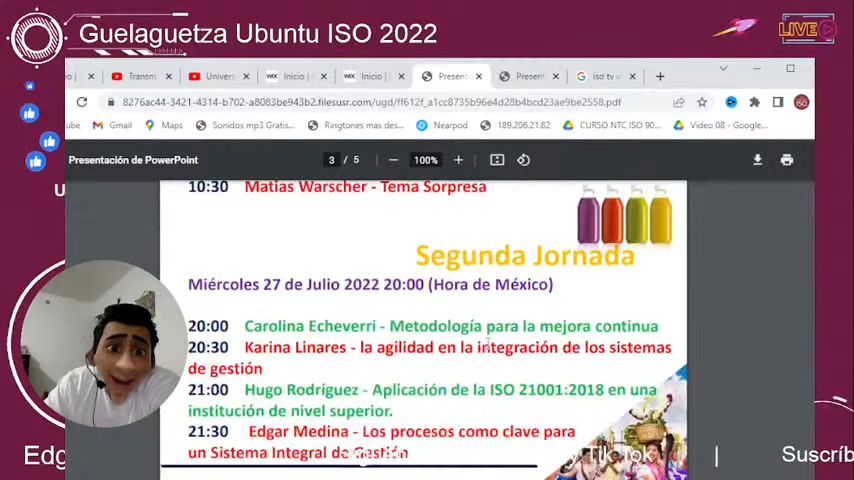 Guelaguetza Ubuntu ISO 2022
LIVE
Transm
Univers
Inicio |
Inicio |
Present
Present
iso tv i
8276ac44-3421-4314-b702-a8083be943b2.filesusr.com/ugd/ff612f_a1cc8735b96e4d28b4bcd23ae9be2558.pdf
ube
Gmail
Maps
Sonidos mp3 Gratis...
Ringtones mas des...
Nearpod
189.206.21.82
CURSO NTC ISO 90...
Video 08 - Google...
Presentación de PowerPoint
3 / 5
100%
10:30 Matias Warscher - Tema Sorpresa
Segunda Jornada
Miércoles 27 de Julio 2022 20:00 (Hora de México)
20:00 Carolina Echeverri - Metodología para la mejora continua
20:30 Karina Linares - la agilidad en la integración de los sistemas
de gestión
21:00 Hugo Rodríguez - Aplicación de la ISO 21001:2018 en una
institución de nivel superior.
21:30 Edgar Medina - Los procesos como clave para
un Sistema Integral de Gestión
Edg
y Tik Tok | Suscríb